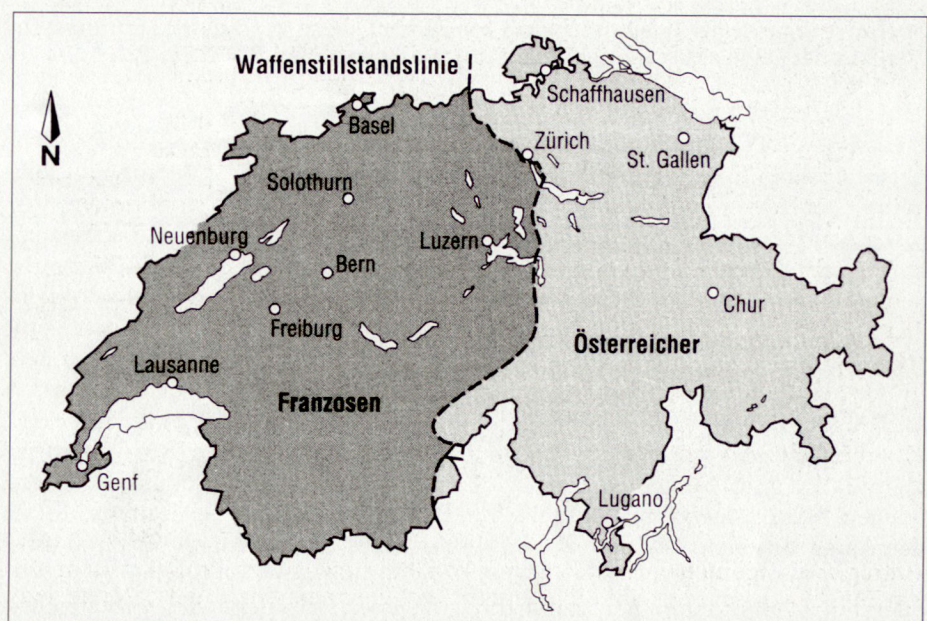 Waffenstillstandslinie
Schaffhausen
Basel
N
Zürich
St. Gallen
Solothurn
Neuenburg
Luzern
Bern
Chur
Freiburg
Österreicher
Lausanne
Franzosen
Genf
Lugano